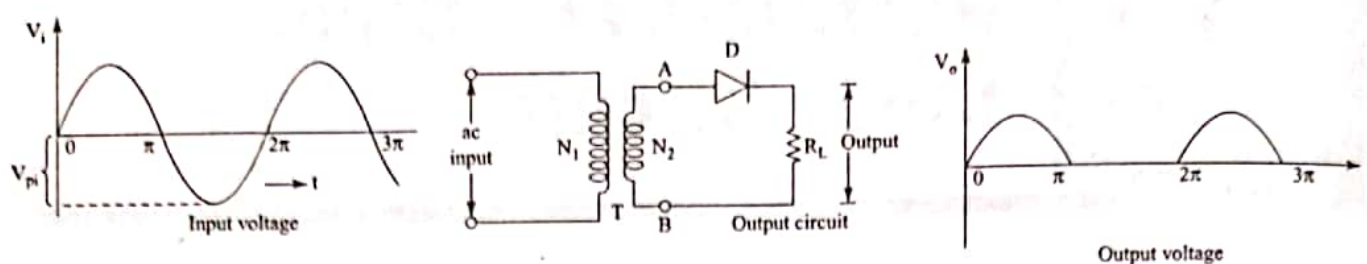 V_i
0
π
2π
3π
V_pi
t
Input voltage
ac
input
N_1
N_2
T
A
D
B
R_L
Output
Output circuit
V_o
0
π
2π
3π
Output voltage